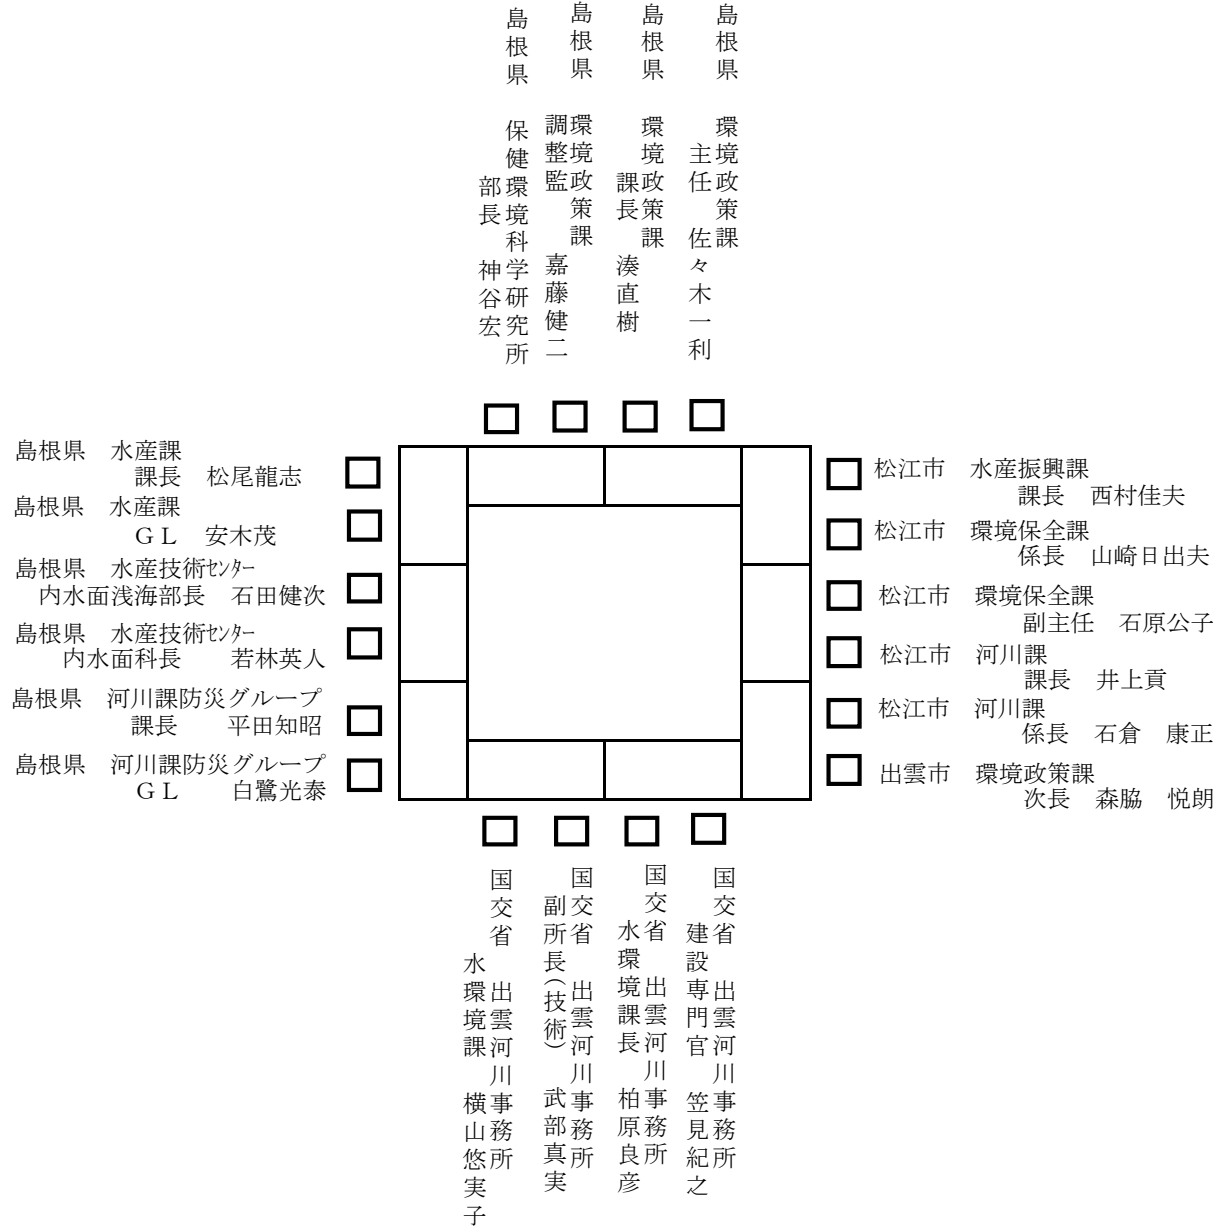 島根県 環境政策課
主任 佐々木一利
島根県 環境政策課
課長 湊直樹
島根県 環境政策課
調整監 嘉藤健二
島根県 保健環境科学研究所
部長 神谷宏
島根県 水産課
課長 松尾龍志
島根県 水産課
ＧＬ 安木茂
島根県 水産技術ｾﾝﾀｰ
内水面浅海部長 石田健次
島根県 水産技術ｾﾝﾀｰ
内水面科長 若林英人
島根県 河川課防災グループ
課長 平田知昭
島根県 河川課防災グループ
ＧＬ 白鷺光泰
松江市 水産振興課
課長 西村佳夫
松江市 環境保全課
係長 山崎日出夫
松江市 環境保全課
副主任 石原公子
松江市 河川課
課長 井上貢
松江市 河川課
係長 石倉 康正
出雲市 環境政策課
次長 森脇 悦朗
国交省 出雲河川事務所
建設専門官 笠見紀之
国交省 出雲河川事務所
水環境課長 柏原良彦
国交省 出雲河川事務所
副所長（技術） 武部真実
国交省 出雲河川事務所
水環境課 横山悠実子